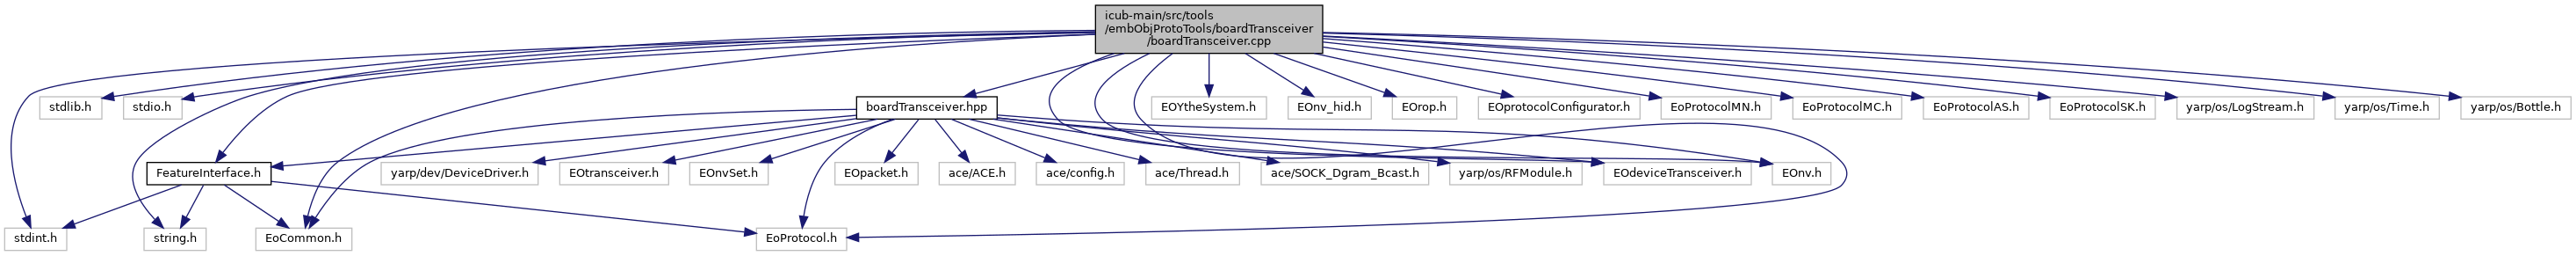 icub-main/src/tools
/embObjProtoTools/boardTransceiver
/boardTransceiver.cpp
stdlib.h
stdio.h
boardTransceiver.hpp
EOYtheSystem.h
EOnv_hid.h
EOrop.h
EOprotocolConfigurator.h
EoProtocolMN.h
EoProtocolMC.h
EoProtocolAS.h
EoProtocolSK.h
yarp/os/LogStream.h
yarp/os/Time.h
yarp/os/Bottle.h
FeatureInterface.h
yarp/dev/DeviceDriver.h
EOtransceiver.h
EOnvSet.h
EOpacket.h
ace/ACE.h
ace/config.h
ace/Thread.h
ace/SOCK_Dgram_Bcast.h
yarp/os/RFModule.h
EOdeviceTransceiver.h
EOnv.h
stdint.h
string.h
EoCommon.h
EoProtocol.h